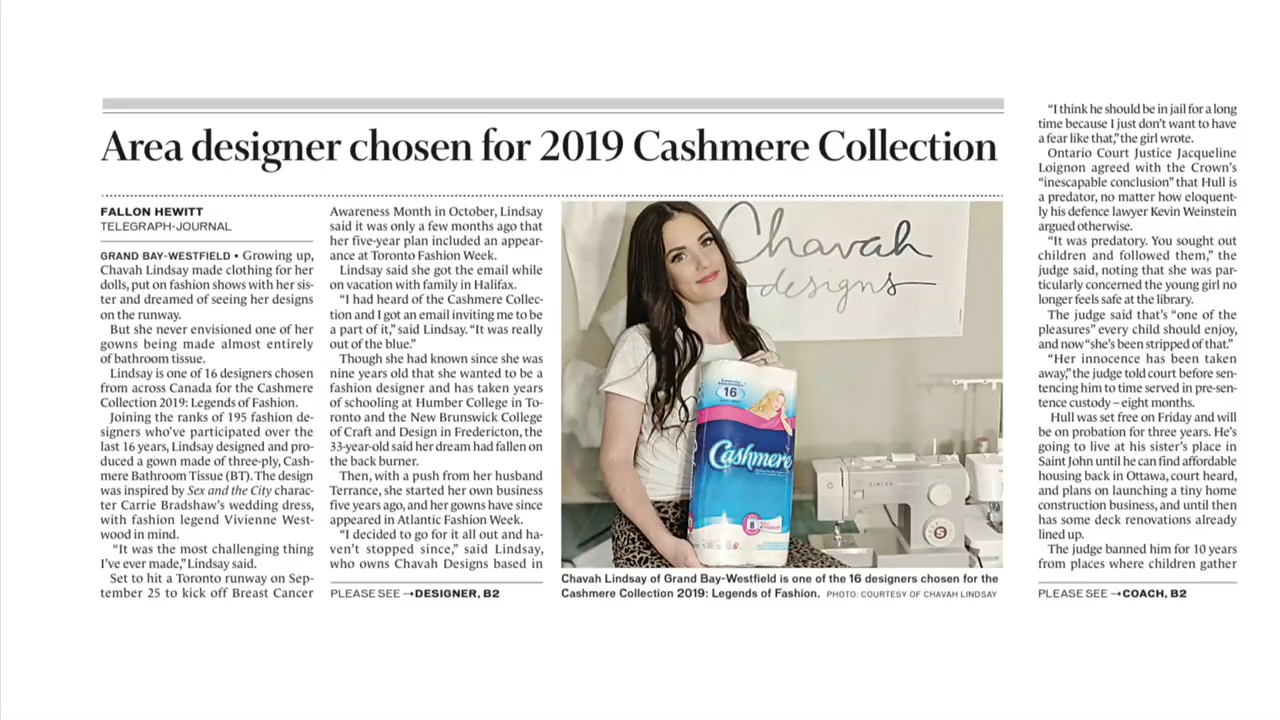 Area designer chosen for 2019 Cashmere Collection
FALLON HEWITT
TELEGRAPH-JOURNAL
GRAND BAY-WESTFIELD • Growing up,
Chavah Lindsay made clothing for her
dolls, put on fashion shows with her sis-
ter and dreamed of seeing her designs
on the runway.
But she never envisioned one of her
gowns being made almost entirely
of bathroom tissue.
Lindsay is one of 16 designers chosen
from across Canada for the Cashmere
Collection 2019: Legends of Fashion.
Joining the ranks of 195 fashion de-
signers who've participated over the
last 16 years, Lindsay designed and pro-
duced a gown made of three-ply, Cash-
mere Bathroom Tissue (BT). The design
was inspired by Sex and the City charac-
ter Carrie Bradshaw's wedding dress,
with fashion legend Vivienne West-
wood in mind.
"It was the most challenging thing
I've ever made," Lindsay said.
Set to hit a Toronto runway on Sep-
tember 25 to kick off Breast Cancer
Awareness Month in October, Lindsay
said it was only a few months ago that
her five-year plan included an appear-
ance at Toronto Fashion Week.
Lindsay said she got the email while
on vacation with family in Halifax.
"I had heard of the Cashmere Collec-
tion and I got an email inviting me to be
a part of it," said Lindsay. "It was really
out of the blue."
Though she had known since she was
nine years old that she wanted to be a
fashion designer and has taken years
of schooling at Humber College in To-
ronto and the New Brunswick College
of Craft and Design in Fredericton, the
33-year-old said her dream had fallen on
the back burner.
Then, with a push from her husband
Terrance, she started her own business
five years ago, and her gowns have since
appeared in Atlantic Fashion Week.
"I decided to go for it all out and ha-
ven't stopped since," said Lindsay,
who owns Chavah Designs based in
PLEASE SEE → DESIGNER, B2
Chavah
designs
16
Cashmere
8
SINGER
S
Chavah Lindsay of Grand Bay-Westfield is one of the 16 designers chosen for the
Cashmere Collection 2019: Legends of Fashion. PHOTO: COURTESY OF CHAVAH LINDSAY
"I think he should be in jail for a long
time because I just don't want to have
a fear like that," the girl wrote.
Ontario Court Justice Jacqueline
Loignon agreed with the Crown's
"inescapable conclusion" that Hull is
a predator, no matter how eloquent-
ly his defence lawyer Kevin Weinstein
argued otherwise.
"It was predatory. You sought out
children and followed them," the
judge said, noting that she was par-
ticularly concerned the young girl no
longer feels safe at the library.
The judge said that's "one of the
pleasures" every child should enjoy,
and now "she's been stripped of that."
"Her innocence has been taken
away," the judge told court before sen-
tencing him to time served in pre-sen-
tence custody – eight months.
Hull was set free on Friday and will
be on probation for three years. He's
going to live at his sister's place in
Saint John until he can find affordable
housing back in Ottawa, court heard,
and plans on launching a tiny home
construction business, and until then
has some deck renovations already
lined up.
The judge banned him for 10 years
from places where children gather
PLEASE SEE → COACH, B2